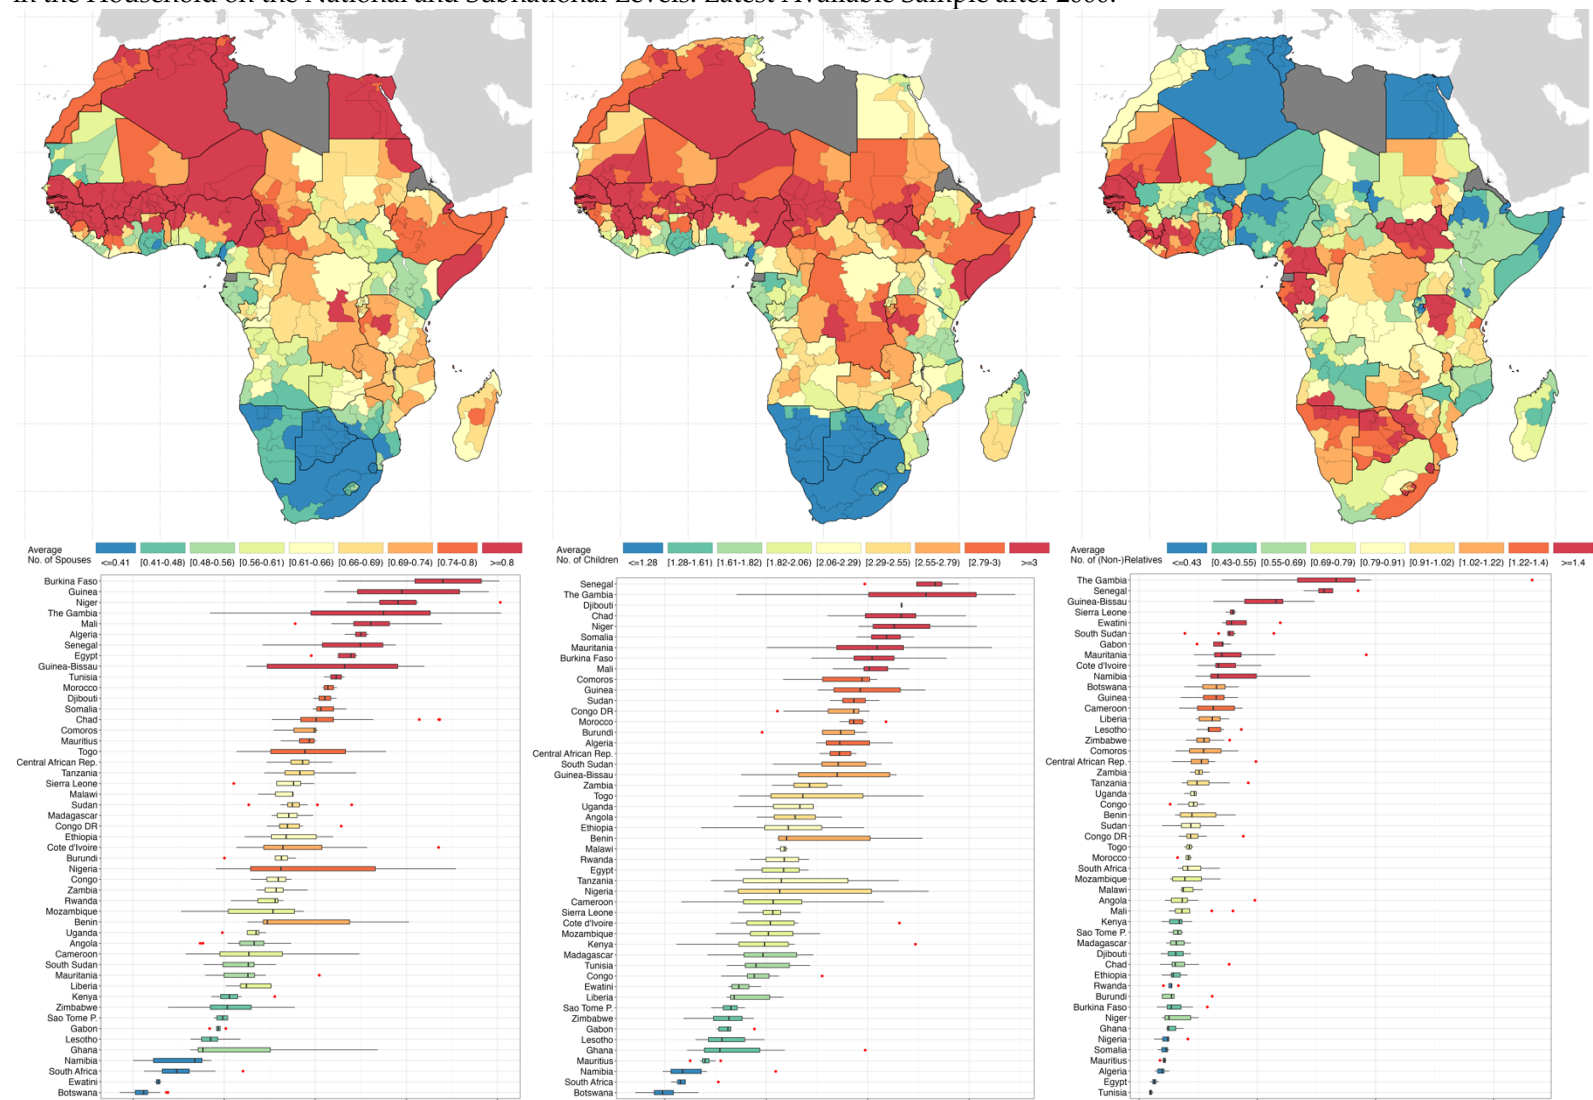 in the Household on the National and Subnational Levels. Latest Available Sample after 2000.
Average
No. of Spouses
<=0.41 [0.41-0.48) [0.48-0.56) [0.56-0.61) [0.61-0.66) [0.66-0.69) [0.69-0.74) [0.74-0.8) >=0.8
Burkina Faso
Guinea
Niger
The Gambia
Mali
Algeria
Senegal
Egypt
Guinea-Bissau
Tunisia
Morocco
Djibouti
Somalia
Chad
Comoros
Mauritius
Togo
Central African Rep.
Tanzania
Sierra Leone
Malawi
Sudan
Madagascar
Congo DR
Ethiopia
Cote d'Ivoire
Burundi
Nigeria
Congo
Zambia
Rwanda
Mozambique
Benin
Uganda
Angola
Cameroon
South Sudan
Mauritania
Liberia
Kenya
Zimbabwe
Sao Tome P.
Gabon
Lesotho
Ghana
Namibia
South Africa
Ewatini
Botswana
Average
No. of Children
<=1.28 [1.28-1.61) [1.61-1.82) [1.82-2.06) [2.06-2.29) [2.29-2.55) [2.55-2.79) [2.79-3) >=3
Senegal
The Gambia
Djibouti
Chad
Niger
Somalia
Mauritania
Burkina Faso
Mali
Comoros
Guinea
Sudan
Congo DR
Morocco
Burundi
Algeria
Central African Rep.
South Sudan
Guinea-Bissau
Zambia
Togo
Uganda
Angola
Ethiopia
Benin
Malawi
Rwanda
Egypt
Tanzania
Nigeria
Cameroon
Sierra Leone
Cote d'Ivoire
Mozambique
Kenya
Madagascar
Tunisia
Congo
Ewatini
Liberia
Sao Tome P.
Zimbabwe
Gabon
Lesotho
Ghana
Mauritius
Namibia
South Africa
Botswana
Average
No. of (Non-)Relatives
<=0.43 [0.43-0.55) [0.55-0.69) [0.69-0.79) [0.79-0.91) [0.91-1.02) [1.02-1.22) [1.22-1.4) >=1.4
The Gambia
Senegal
Guinea-Bissau
Sierra Leone
Ewatini
South Sudan
Gabon
Mauritania
Cote d'Ivoire
Namibia
Botswana
Guinea
Cameroon
Liberia
Lesotho
Zimbabwe
Comoros
Central African Rep.
Zambia
Tanzania
Uganda
Congo
Benin
Sudan
Congo DR
Togo
Morocco
South Africa
Mozambique
Malawi
Angola
Mali
Kenya
Sao Tome P.
Madagascar
Djibouti
Chad
Ethiopia
Rwanda
Burundi
Burkina Faso
Niger
Ghana
Nigeria
Somalia
Mauritius
Algeria
Egypt
Tunisia